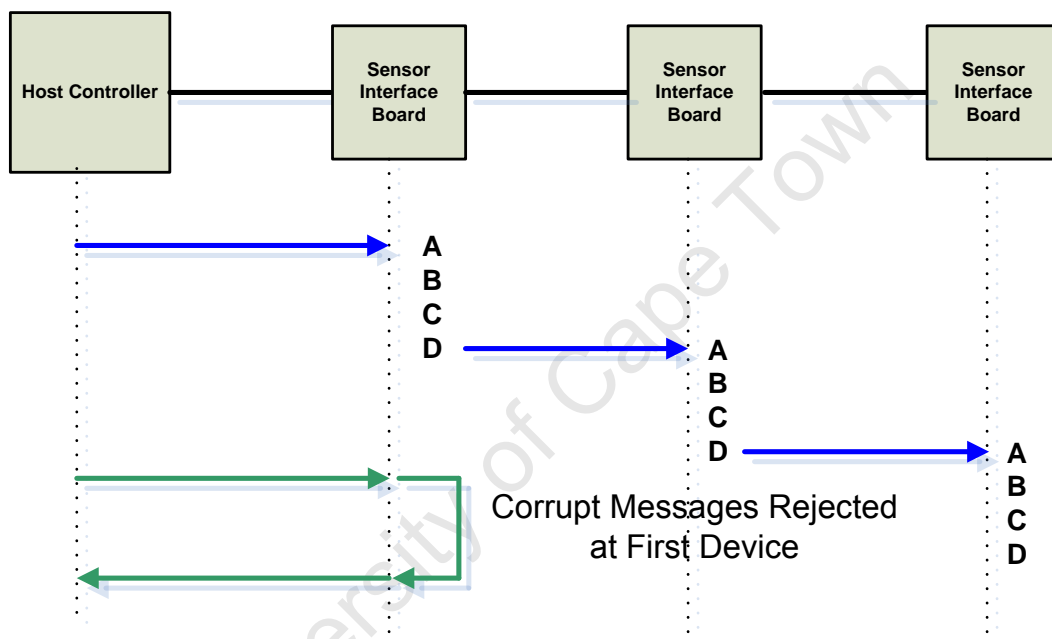 Host Controller
Sensor
Interface
Board
Sensor
Interface
Board
Sensor
Interface
Board
A
B
C
D
A
B
C
D
A
B
C
D
Corrupt Messages Rejected
at First Device
ersity of Cape Town